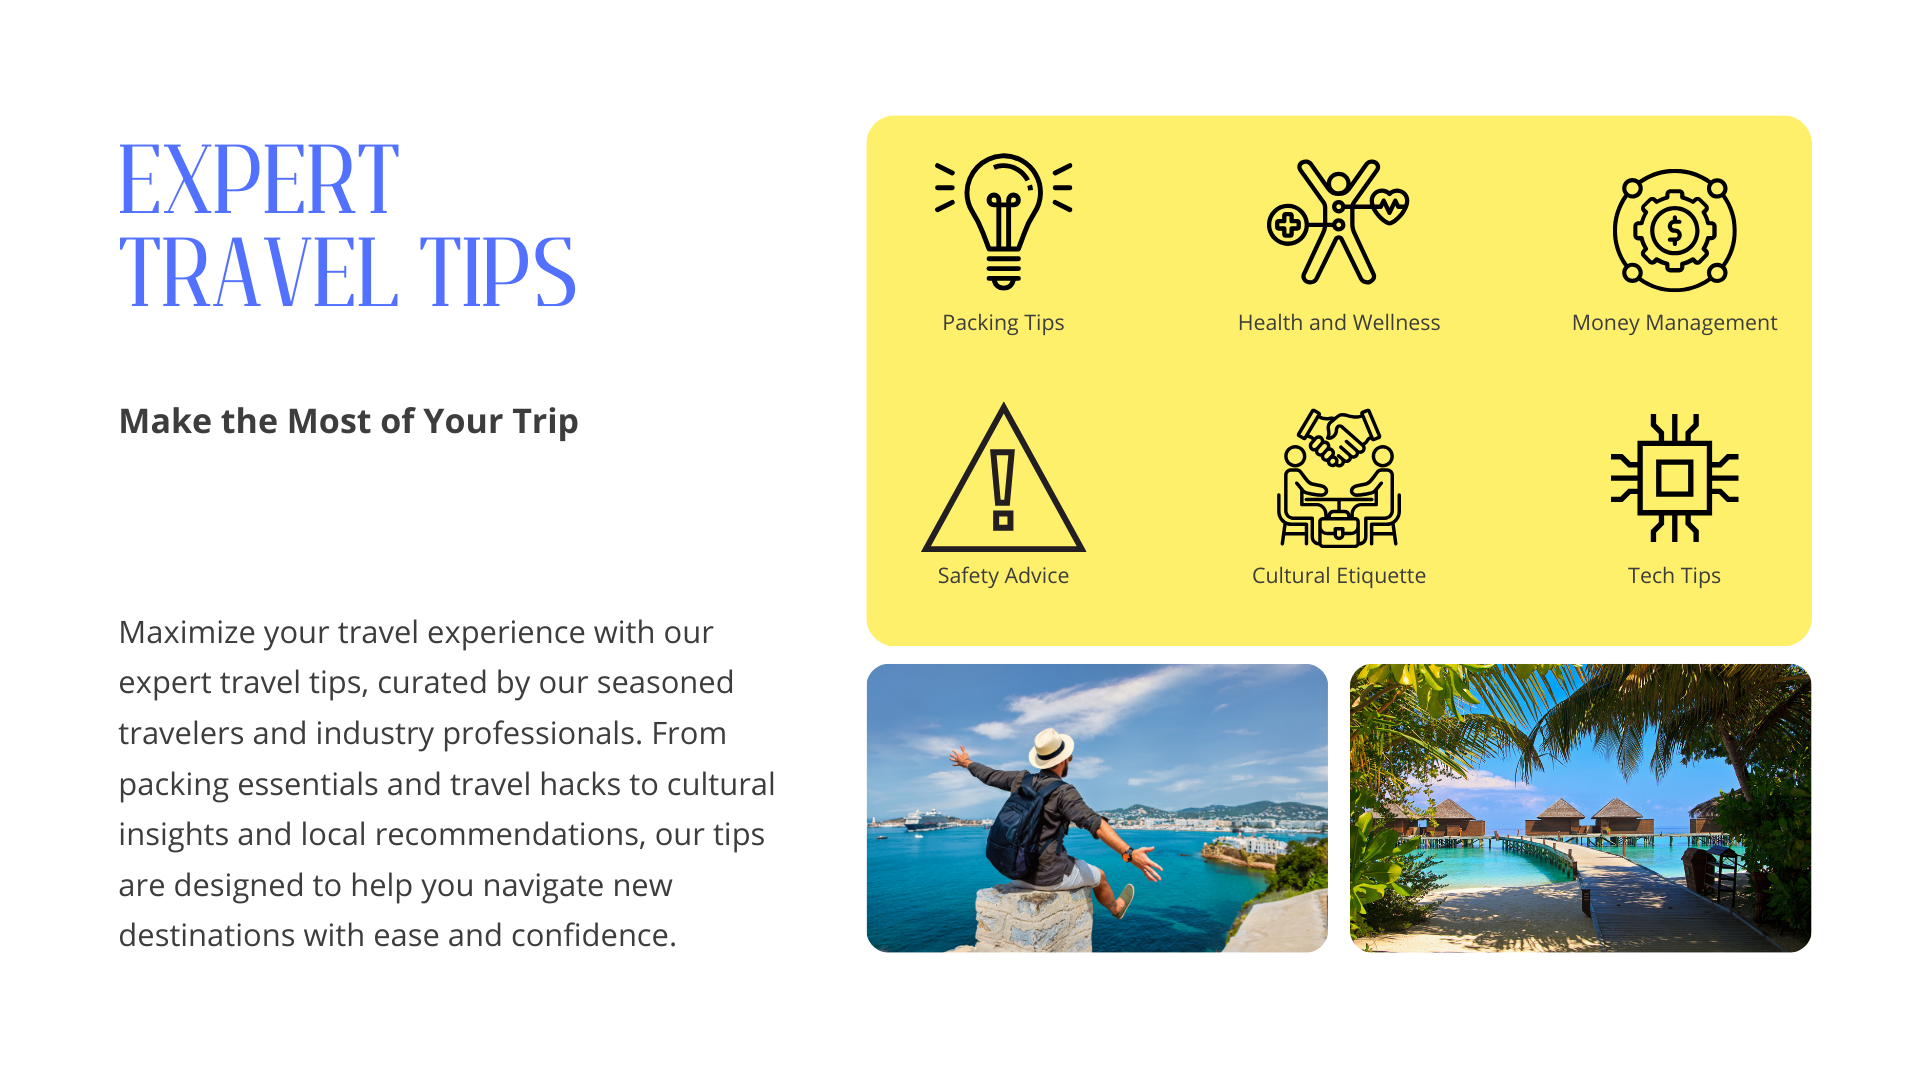 EXPERT
TRAVEL TIPS
Make the Most of Your Trip
Maximize your travel experience with our
expert travel tips, curated by our seasoned
travelers and industry professionals. From
packing essentials and travel hacks to cultural
insights and local recommendations, our tips
are designed to help you navigate new
destinations with ease and confidence.
Packing Tips
Health and Wellness
Money Management
Safety Advice
Cultural Etiquette
Tech Tips